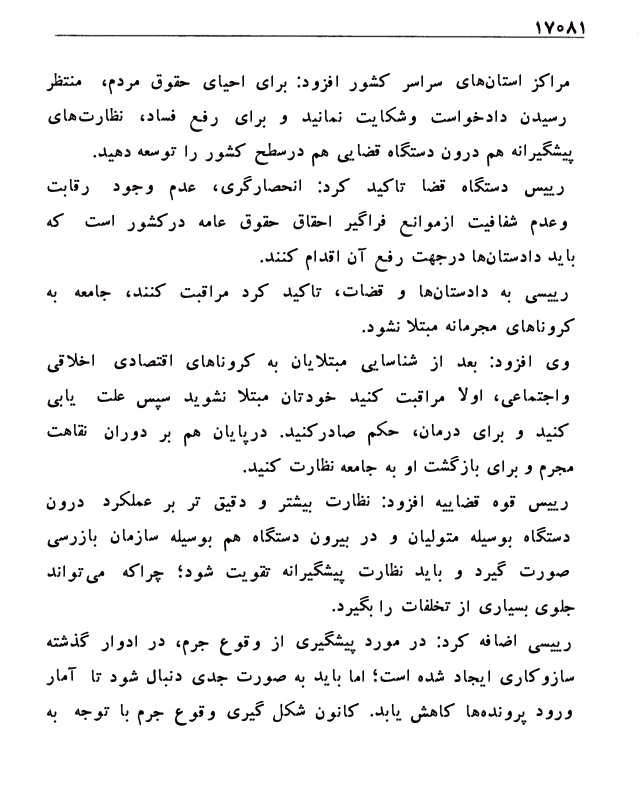 ۱۷۰۸۱
مراکز استان‌های سراسر کشور افزود: برای احیای حقوق مردم، منتظر
رسیدن دادخواست وشکایت نمانید و برای رفع فساد، نظارت‌های
پیشگیرانه هم درون دستگاه قضایی هم درسطح کشور را توسعه دهید.
رییس دستگاه قضا تاکید کرد: انحصارگری، عدم وجود رقابت
وعدم شفافیت ازموانع فراگیر احقاق حقوق عامه درکشور است که
باید دادستان‌ها درجهت رفع آن اقدام کنند.
رییسی به دادستان‌ها و قضات، تاکید کرد مراقبت کنند، جامعه به
کروناهای مجرمانه مبتلا نشود.
وی افزود: بعد از شناسایی مبتلایان به کروناهای اقتصادی اخلاقی
واجتماعی، اولا مراقبت کنید خودتان مبتلا نشوید سپس علت یابی
کنید و برای درمان، حکم صادرکنید. درپایان هم بر دوران نقاهت
مجرم و برای بازگشت او به جامعه نظارت کنید.
رییس قوه قضاییه افزود: نظارت بیشتر و دقیق تر بر عملکرد درون
دستگاه بوسیله متولیان و در بیرون دستگاه هم بوسیله سازمان بازرسی
صورت گیرد و باید نظارت پیشگیرانه تقویت شود؛ چراکه می‌تواند
جلوی بسیاری از تخلفات را بگیرد.
رییسی اضافه کرد: در مورد پیشگیری از وقوع جرم، در ادوار گذشته
سازوکاری ایجاد شده است؛ اما باید به صورت جدی دنبال شود تا آمار
ورود پرونده‌ها کاهش یابد. کانون شکل گیری وقوع جرم با توجه به